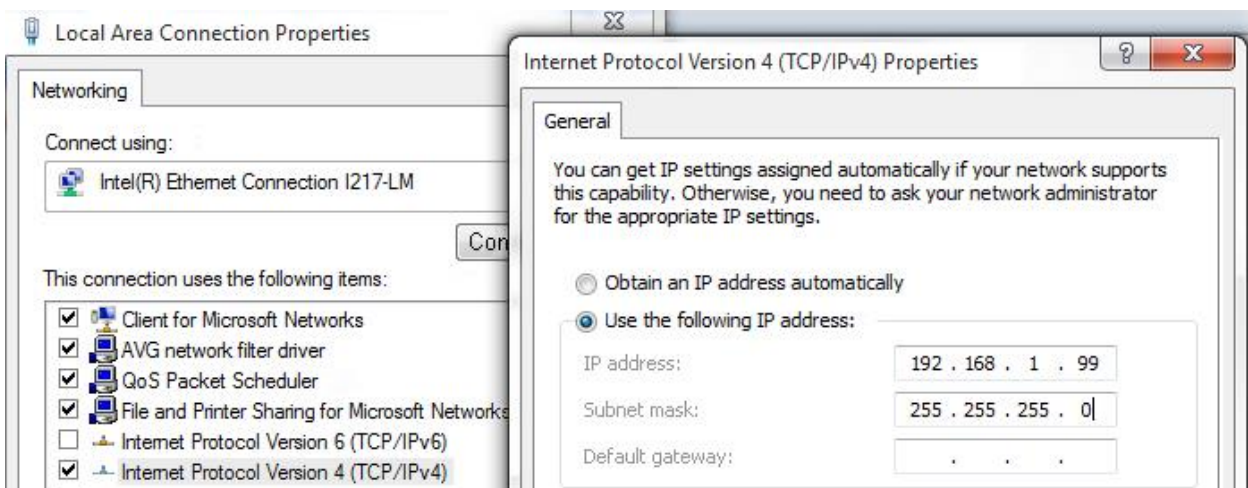 Local Area Connection Properties
Networking
Connect using:
Intel(R) Ethernet Connection I217-LM
This connection uses the following items:
Client for Microsoft Networks
AVG network filter driver
QoS Packet Scheduler
File and Printer Sharing for Microsoft Networks
Internet Protocol Version 6 (TCP/IPv6)
Internet Protocol Version 4 (TCP/IPv4)
Internet Protocol Version 4 (TCP/IPv4) Properties
General
You can get IP settings assigned automatically if your network supports
this capability. Otherwise, you need to ask your network administrator
for the appropriate IP settings.
Obtain an IP address automatically
Use the following IP address:
IP address: 192 . 168 . 1 . 99
Subnet mask: 255 . 255 . 255 . 0
Default gateway: . . .